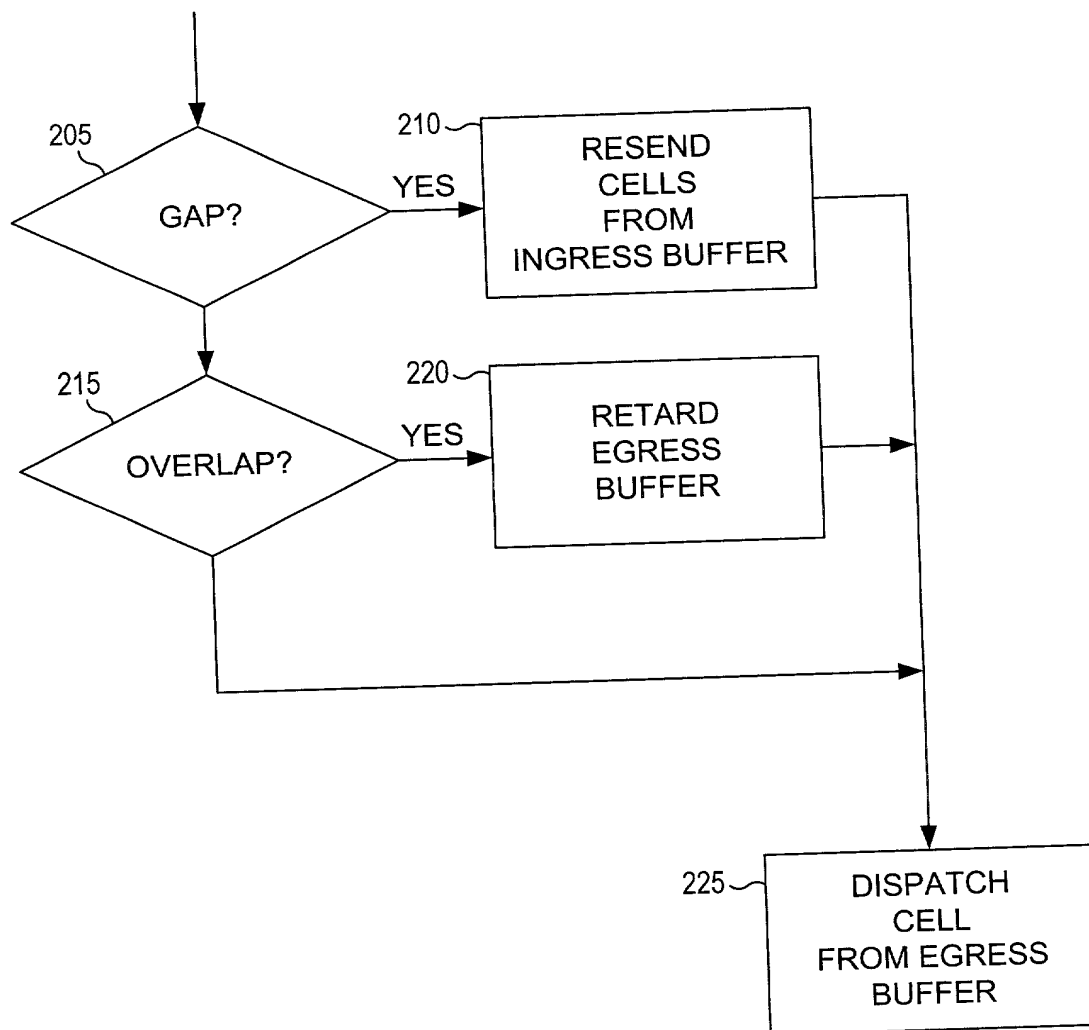 205
GAP?
YES
210
RESEND
CELLS
FROM
INGRESS BUFFER
215
OVERLAP?
YES
220
RETARD
EGRESS
BUFFER
225
DISPATCH
CELL
FROM EGRESS
BUFFER